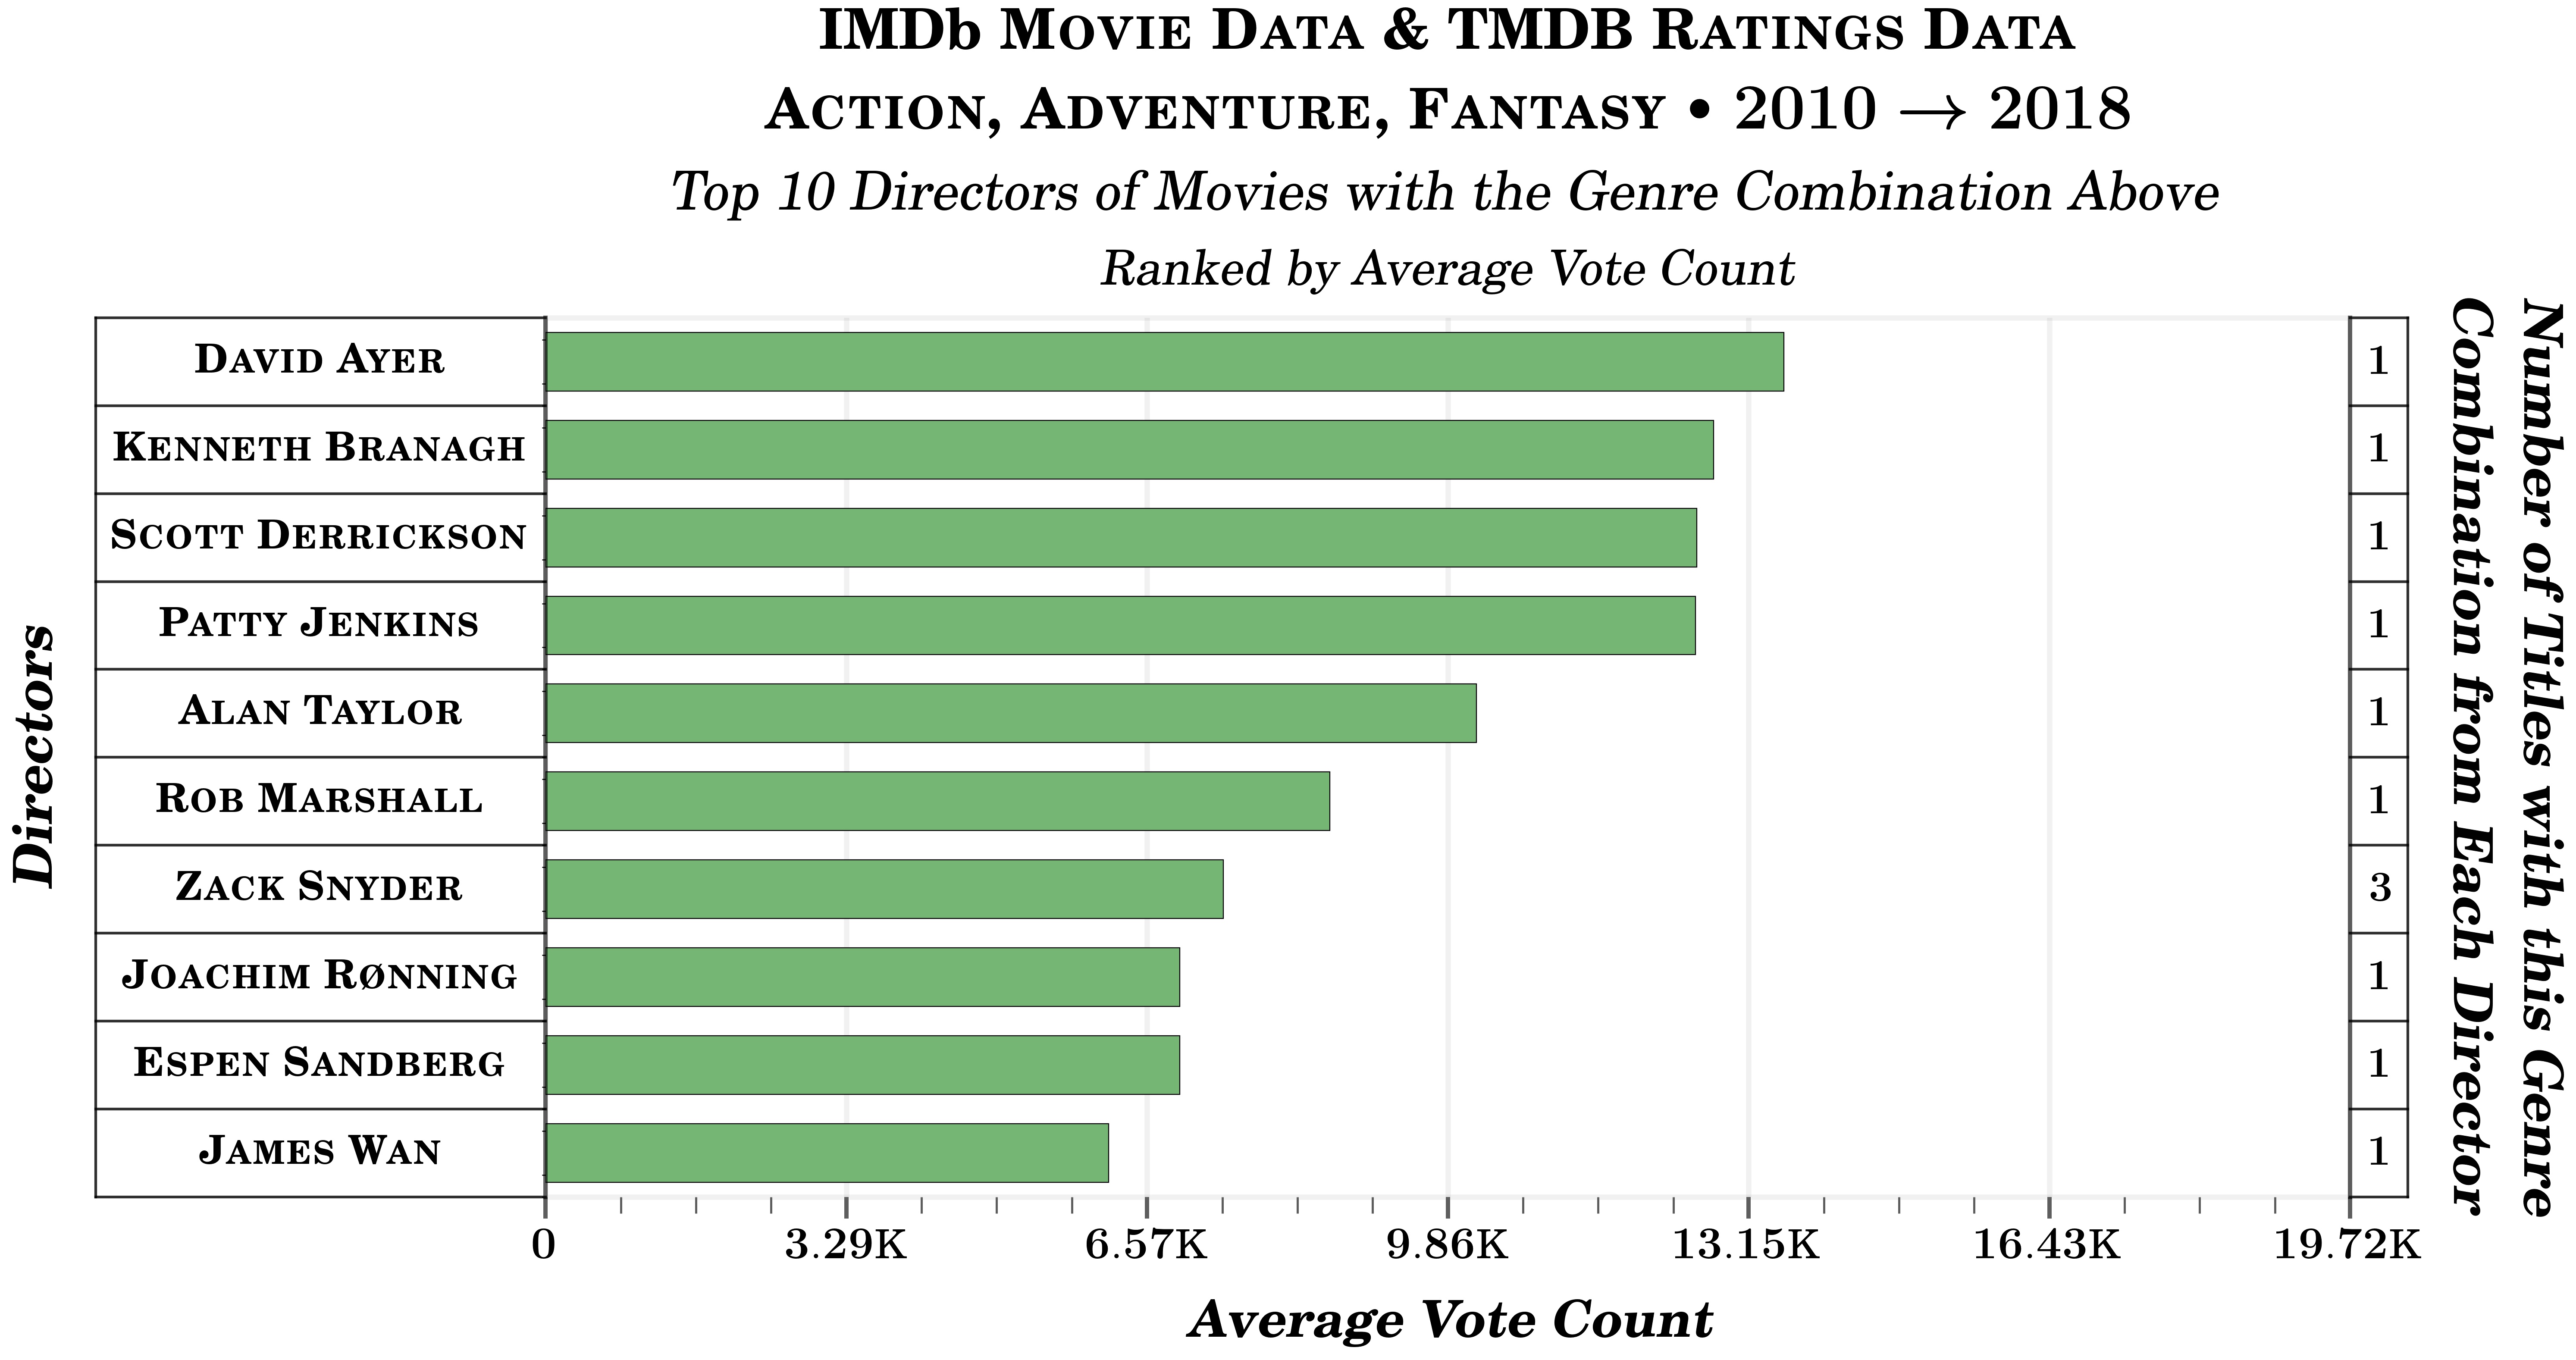 IMDb Movie Data & TMDB Ratings Data
Action, Adventure, Fantasy • 2010 → 2018
Top 10 Directors of Movies with the Genre Combination Above
Ranked by Average Vote Count
Directors
David Ayer 1
Kenneth Branagh 1
Scott Derrickson 1
Patty Jenkins 1
Alan Taylor 1
Rob Marshall 1
Zack Snyder 3
Joachim Rønning 1
Espen Sandberg 1
James Wan 1
0 3.29K 6.57K 9.86K 13.15K 16.43K 19.72K
Average Vote Count
Number of Titles with this Genre
Combination from Each Director